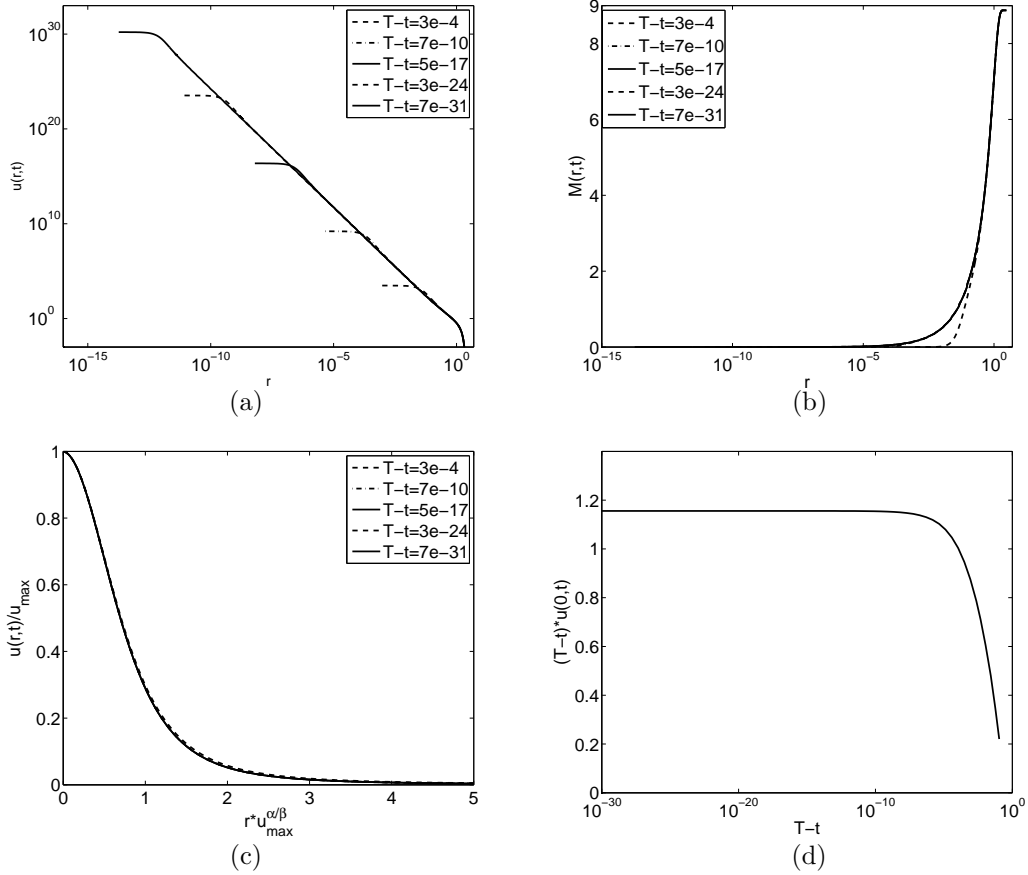 10^30
10^20
10^10
10^0
u(r,t)
T−t=3e−4
T−t=7e−10
T−t=5e−17
T−t=3e−24
T−t=7e−31
10^−15
10^−10
10^−5
10^0
r
(a)
9
8
6
4
2
0
M(r,t)
T−t=3e−4
T−t=7e−10
T−t=5e−17
T−t=3e−24
T−t=7e−31
10^−15
10^−10
10^−5
10^0
r
(b)
1
0.8
0.6
0.4
0.2
0
u(r,t)/u_max
T−t=3e−4
T−t=7e−10
T−t=5e−17
T−t=3e−24
T−t=7e−31
0 1 2 3 4 5
r*u_max^α/β
(c)
1.2
1
0.8
0.6
0.4
0.2
0
(T−t)*u(0,t)
10^−30
10^−20
10^−10
10^0
T−t
(d)